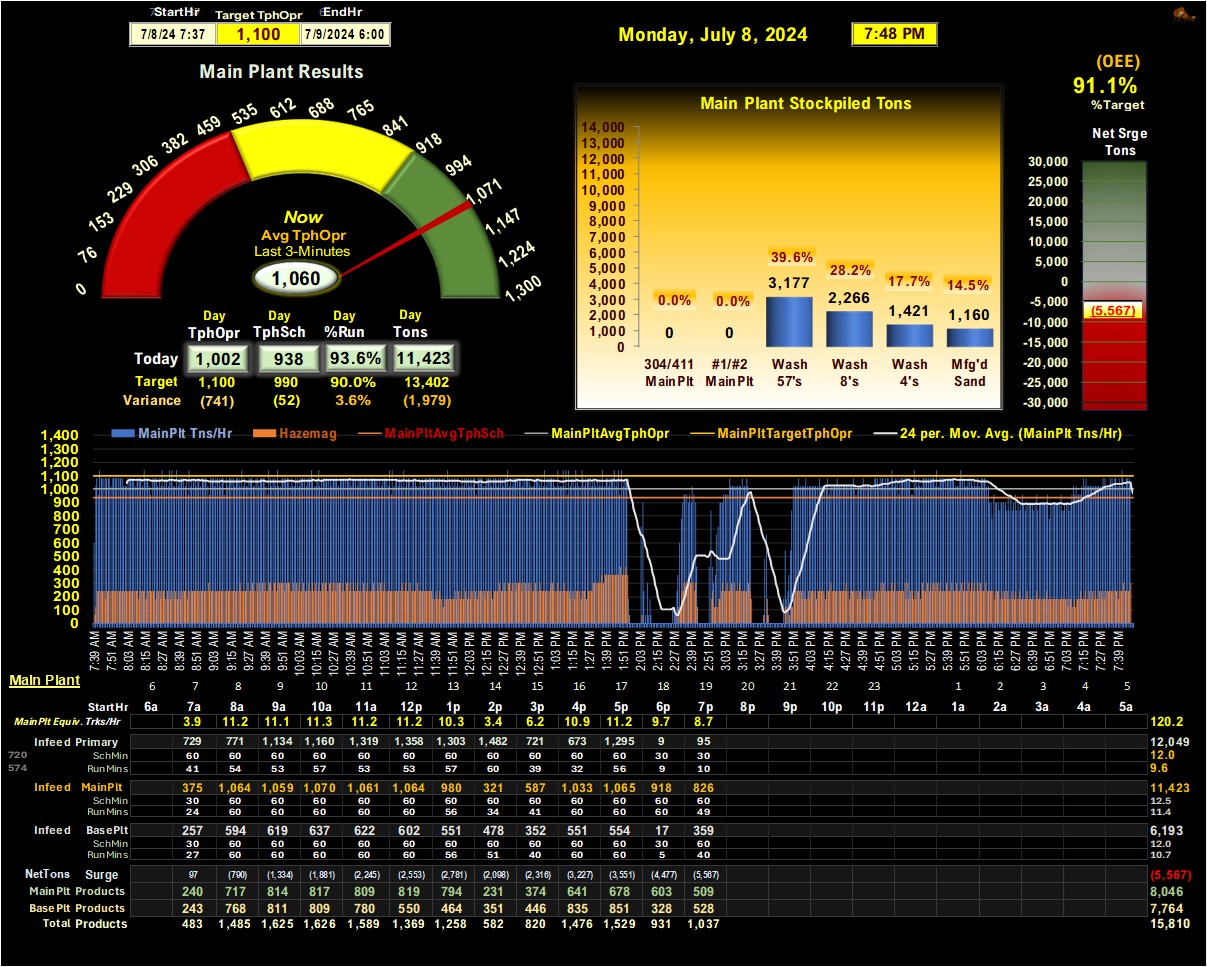 StartHr Target TphOpr EndHr
7/8/24 7:37 1,100 7/9/2024 6:00
Monday, July 8, 2024 7:48 PM
(OEE)
91.1%
%Target
Main Plant Results
0 76 153 229 306 382 459 535 612 688 765 841 918 994 1,071 1,147 1,224 1,300
Now
Avg TphOpr
Last 3-Minutes
1,060
Day Day Day Day
TphOpr TphSch %Run Tons
Today 1,002 938 93.6% 11,423
Target 1,100 990 90.0% 13,402
Variance (741) (52) 3.6% (1,979)
Main Plant Stockpiled Tons
14,000
13,000
12,000
11,000
10,000
9,000
8,000
7,000
6,000
5,000
4,000
3,000
2,000
1,000
0
0.0% 0.0% 39.6% 28.2% 17.7% 14.5%
0 0 3,177 2,266 1,421 1,160
304/411 #1/#2 Wash Wash Wash Mfg'd
MainPlt MainPlt 57's 8's 4's Sand
Net Srge
Tons
30,000
25,000
20,000
15,000
10,000
5,000
0
-5,000
(5,567)
-10,000
-15,000
-20,000
-25,000
-30,000
MainPlt Tns/Hr Hazemag MainPltAvgTphSch MainPltAvgTphOpr MainPltTargetTphOpr 24 per. Mov. Avg. (MainPlt Tns/Hr)
1,400
1,300
1,200
1,100
1,000
900
800
700
600
500
400
300
200
100
0
7:39 AM 7:51 AM 8:03 AM 8:15 AM 8:27 AM 8:39 AM 8:51 AM 9:03 AM 9:15 AM 9:27 AM 9:39 AM 9:51 AM 10:03 AM 10:15 AM 10:27 AM 10:39 AM 10:51 AM 11:03 AM 11:15 AM 11:27 AM 11:39 AM 11:51 AM 12:03 PM 12:15 PM 12:27 PM 12:39 PM 12:51 PM 1:03 PM 1:15 PM 1:27 PM 1:39 PM 1:51 PM 2:03 PM 2:15 PM 2:27 PM 2:39 PM 2:51 PM 3:03 PM 3:15 PM 3:27 PM 3:39 PM 3:51 PM 4:03 PM 4:15 PM 4:27 PM 4:39 PM 4:51 PM 5:03 PM 5:15 PM 5:27 PM 5:39 PM 5:51 PM 6:03 PM 6:15 PM 6:27 PM 6:39 PM 6:51 PM 7:03 PM 7:15 PM 7:27 PM 7:39 PM
Main Plant 6 7 8 9 10 11 12 13 14 15 16 17 18 19 20 21 22 23 1 2 3 4 5
StartHr 6a 7a 8a 9a 10a 11a 12p 1p 2p 3p 4p 5p 6p 7p 8p 9p 10p 11p 12a 1a 2a 3a 4a 5a
MainPlt Equiv. Trks/Hr 3.9 11.2 11.1 11.3 11.2 11.2 10.3 3.4 6.2 10.9 11.2 9.7 8.7 120.2
Infeed Primary 729 771 1,134 1,160 1,319 1,358 1,303 1,482 721 673 1,295 9 95 12,049
720 SchMin 60 60 60 60 60 60 60 60 60 60 60 30 30 12.0
574 RunMins 41 54 53 57 53 53 57 60 39 32 56 9 10 9.6
Infeed MainPlt 375 1,064 1,059 1,070 1,061 1,064 980 321 587 1,033 1,065 918 826 11,423
SchMin 30 60 60 60 60 60 60 60 60 60 60 60 60 12.5
RunMins 24 60 60 60 60 60 56 34 41 60 60 60 49 11.4
Infeed BasePlt 257 594 619 637 622 602 551 478 352 551 554 17 359 6,193
SchMin 30 60 60 60 60 60 60 60 60 60 60 30 60 12.0
RunMins 27 60 60 60 60 60 56 51 40 60 60 5 40 10.7
NetTons Surge 97 (790) (1,334) (1,881) (2,245) (2,553) (2,781) (2,098) (2,316) (3,227) (3,551) (4,477) (5,567) (5,567)
MainPlt Products 240 717 814 817 809 819 794 231 374 641 678 603 509 8,046
BasePlt Products 243 768 811 809 780 550 464 351 446 835 851 328 528 7,764
Total Products 483 1,485 1,625 1,626 1,589 1,369 1,258 582 820 1,476 1,529 931 1,037 15,810